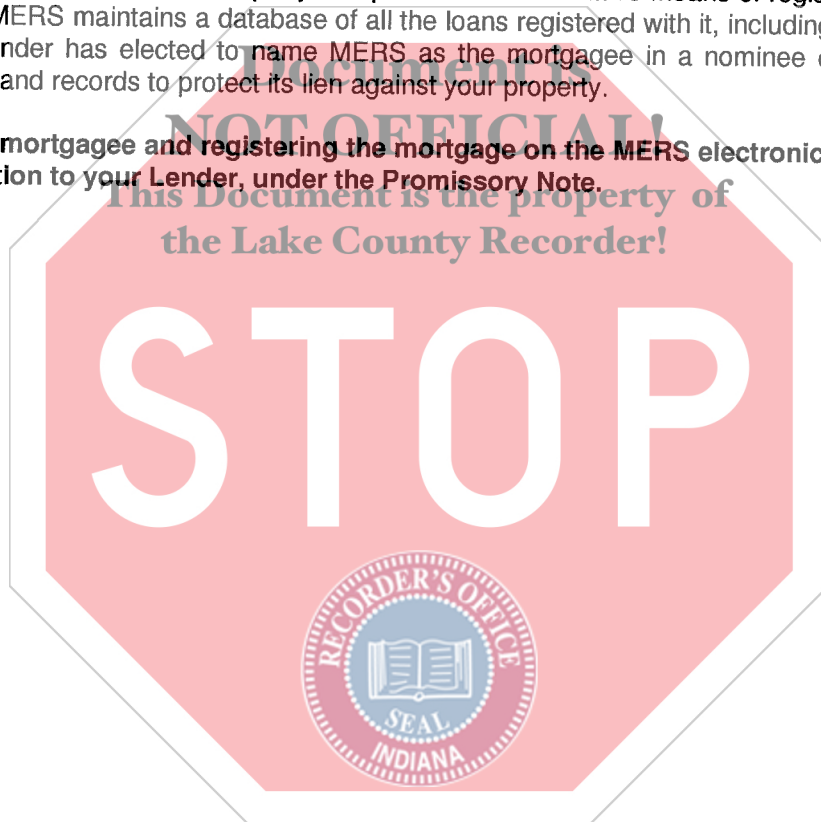 MERS maintains a database of all the loans registered with it, including
nder has elected to name MERS as the mortgagee in a nominee
Document is
and records to protect its lien against your property.
NOT OFFICIAL!
mortgagee and registering the mortgage on the MERS electronic
tion to your Lender, under the Promissory Note.
This Document is the property of
the Lake County Recorder!
STOP
RECORDER'S OFFICE
SEAL
INDIANA